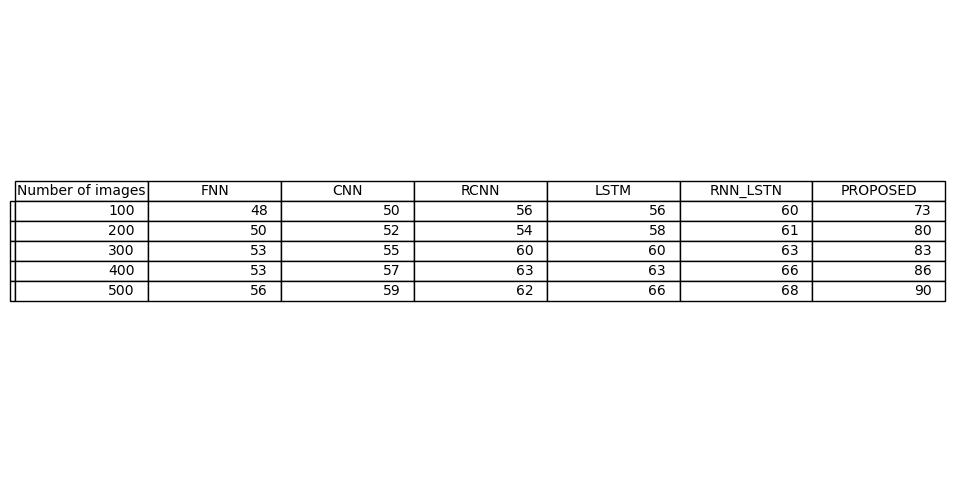 Number of images FNN CNN RCNN LSTM RNN_LSTN PROPOSED
100 48 50 56 56 60 73
200 50 52 54 58 61 80
300 53 55 60 60 63 83
400 53 57 63 63 66 86
500 56 59 62 66 68 90